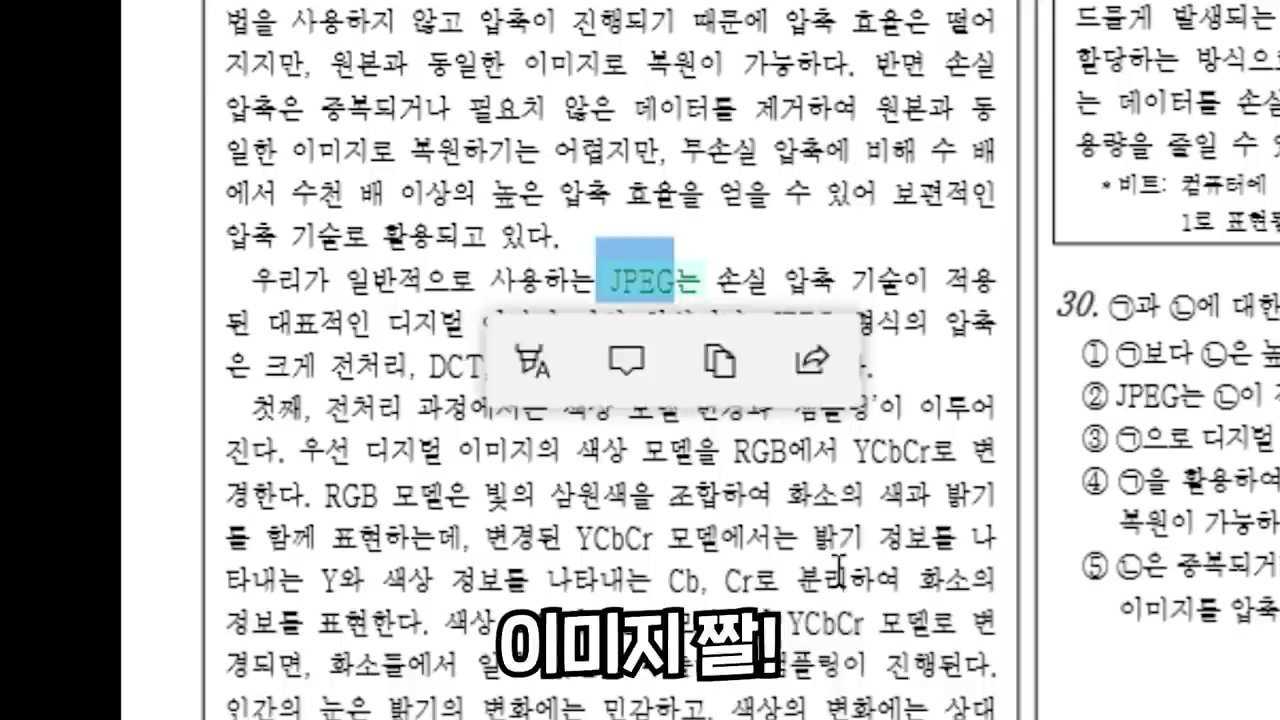 법을 사용하지 않고 압축이 진행되기 때문에 압축 효율은 떨어
지지만, 원본과 동일한 이미지로 복원이 가능하다. 반면 손실
압축은 중복되거나 필요치 않은 데이터를 제거하여 원본과 동
일한 이미지로 복원하기는 어렵지만, 무손실 압축에 비해 수 배
에서 수천 배 이상의 높은 압축 효율을 얻을 수 있어 보편적인
압축 기술로 활용되고 있다.
우리가 일반적으로 사용하는 JPEG는 손실 압축 기술이 적용
된 대표적인 디지털 형식의 압축
은 크게 전처리, DCT,
첫째, 전처리 과정에서는 색상 모델 변경과 '샘플링'이 이루어
진다. 우선 디지털 이미지의 색상 모델을 RGB에서 YCbCr로 변
경한다. RGB 모델은 빛의 삼원색을 조합하여 화소의 색과 밝기
를 함께 표현하는데, 변경된 YCbCr 모델에서는 밝기 정보를 나
타내는 Y와 색상 정보를 나타내는 Cb, Cr로 분리하여 화소의
정보를 표현한다. 색상 YCbCr 모델로 변
경되면, 화소들에서 샘플링이 진행된다.
인간의 눈은 밝기의 변화에는 민감하고, 색상의 변화에는 상대
이미지 짤!
드물게 발생되는
할당하는 방식으로
는 데이터를 손실
용량을 줄일 수
* 비트: 컴퓨터에
1로 표현
30. ㉠과 ㉡에 대한
① ㉠보다 ㉡은 높
② JPEG는 ㉡이
③ ㉠으로 디지털
④ ㉠을 활용하여
복원이 가능하
⑤ ㉡은 중복되거
이미지를 압축